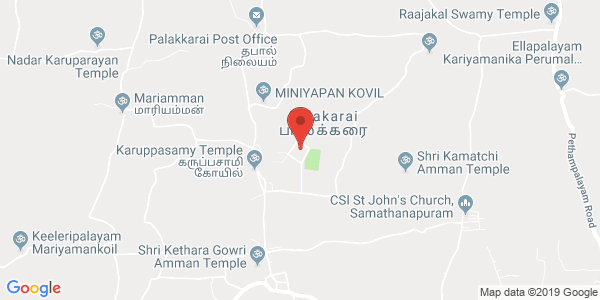 Raajakal Swamy Temple
Palakkarai Post Office
தபால்
நிலையம்
Nadar Karuparayan
Temple
Ellapalayam
Kariyamanika Perumal...
MINIYAPAN KOVIL
Mariamman
மாரியம்மன்
akarai
Karuppasamy Temple
கருப்பசாமி
கோயில்
Shri Kamatchi
Amman Temple
Pethampalayam Road
CSI St John's Church,
Samathanapuram
Keeleripalayam
Mariyamankoil
Shri Kethara Gowri
Amman Temple
Google
Map data ©2019 Google